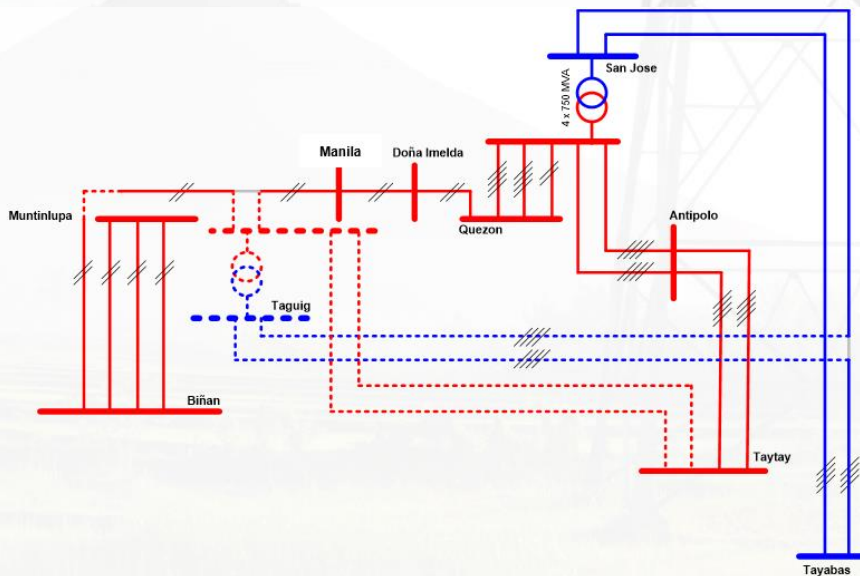 San Jose
4 x 750 MVA
Manila
Doña Imelda
Muntinlupa
Quezon
Antipolo
Taguig
Biñan
Taytay
Tayabas